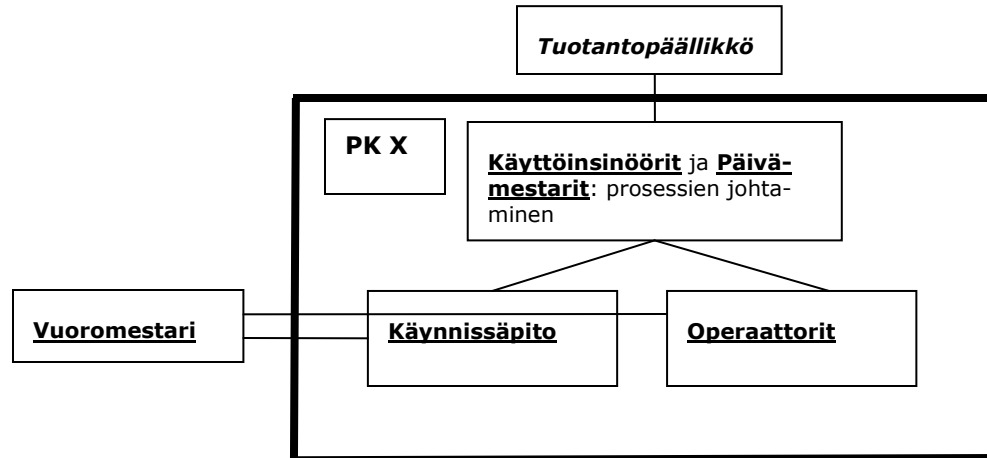 Tuotantopäällikkö
PK X
Käyttöinsinöörit ja Päivä-
mestarit: prosessien johta-
minen
Vuoromestari
Käynnissäpito
Operaattorit